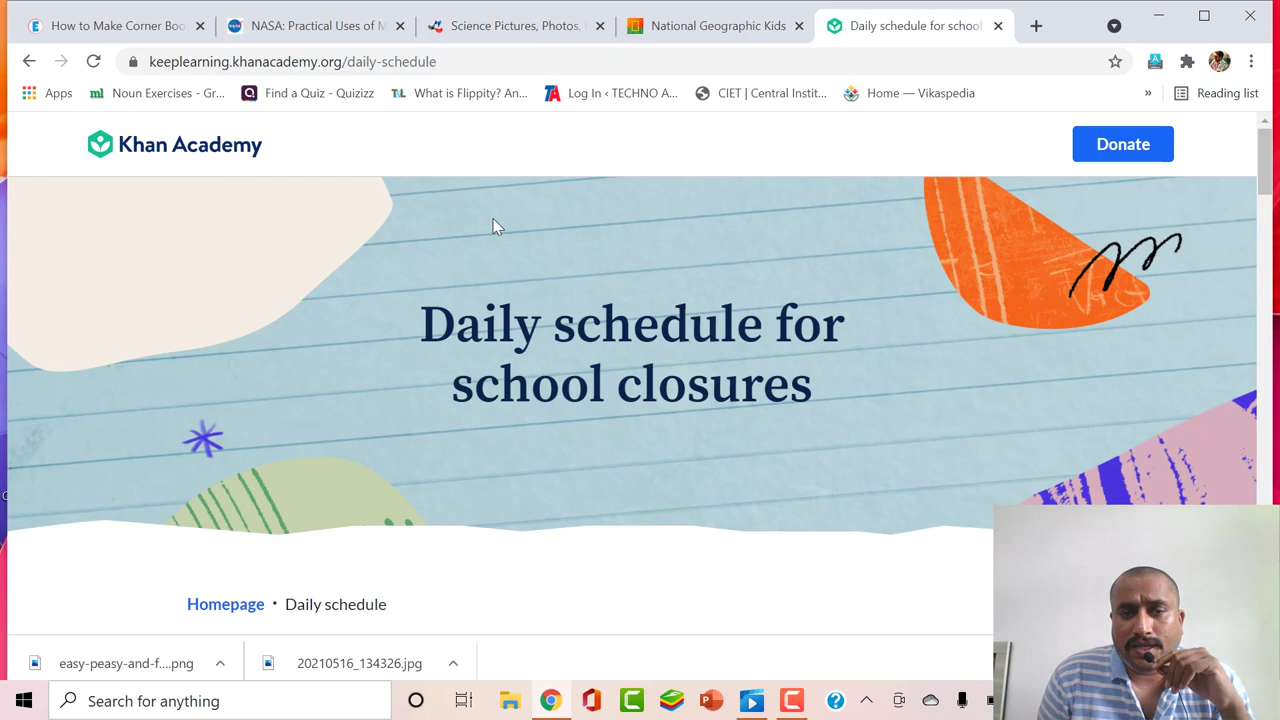 How to Make Corner Boo
NASA: Practical Uses of M
Science Pictures, Photos,
National Geographic Kids
Daily schedule for school
keeplearning.khanacademy.org/daily-schedule
Apps
Noun Exercises - Gr...
Find a Quiz - Quizizz
What is Flippity? An...
Log In ‹ TECHNO A...
CIET | Central Instit...
Home — Vikaspedia
»
Reading list
Khan Academy
Donate
Daily schedule for
school closures
Homepage • Daily schedule
easy-peasy-and-f....png
20210516_134326.jpg
Search for anything